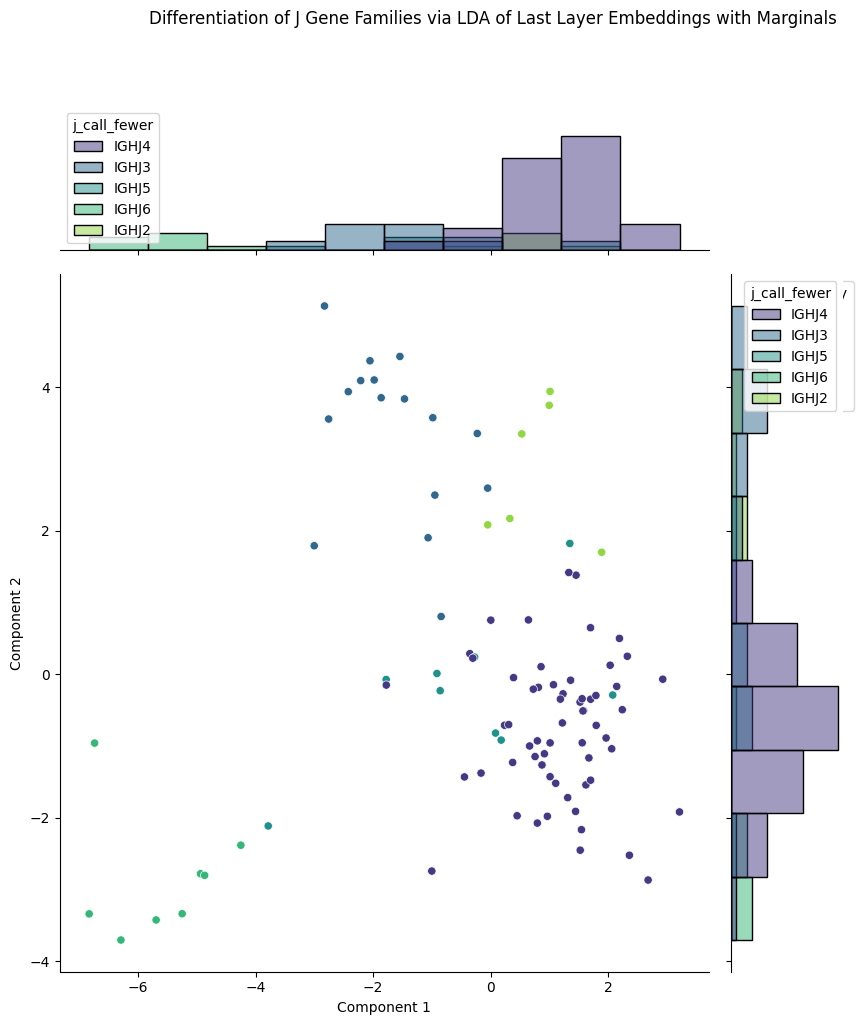 Differentiation of J Gene Families via LDA of Last Layer Embeddings with Marginals
j_call_fewer
IGHJ4
IGHJ3
IGHJ5
IGHJ6
IGHJ2
j_call_fewer y
IGHJ4
IGHJ3
IGHJ5
IGHJ6
IGHJ2
4
2
0
−2
−4
Component 2
−6 −4 −2 0 2
Component 1